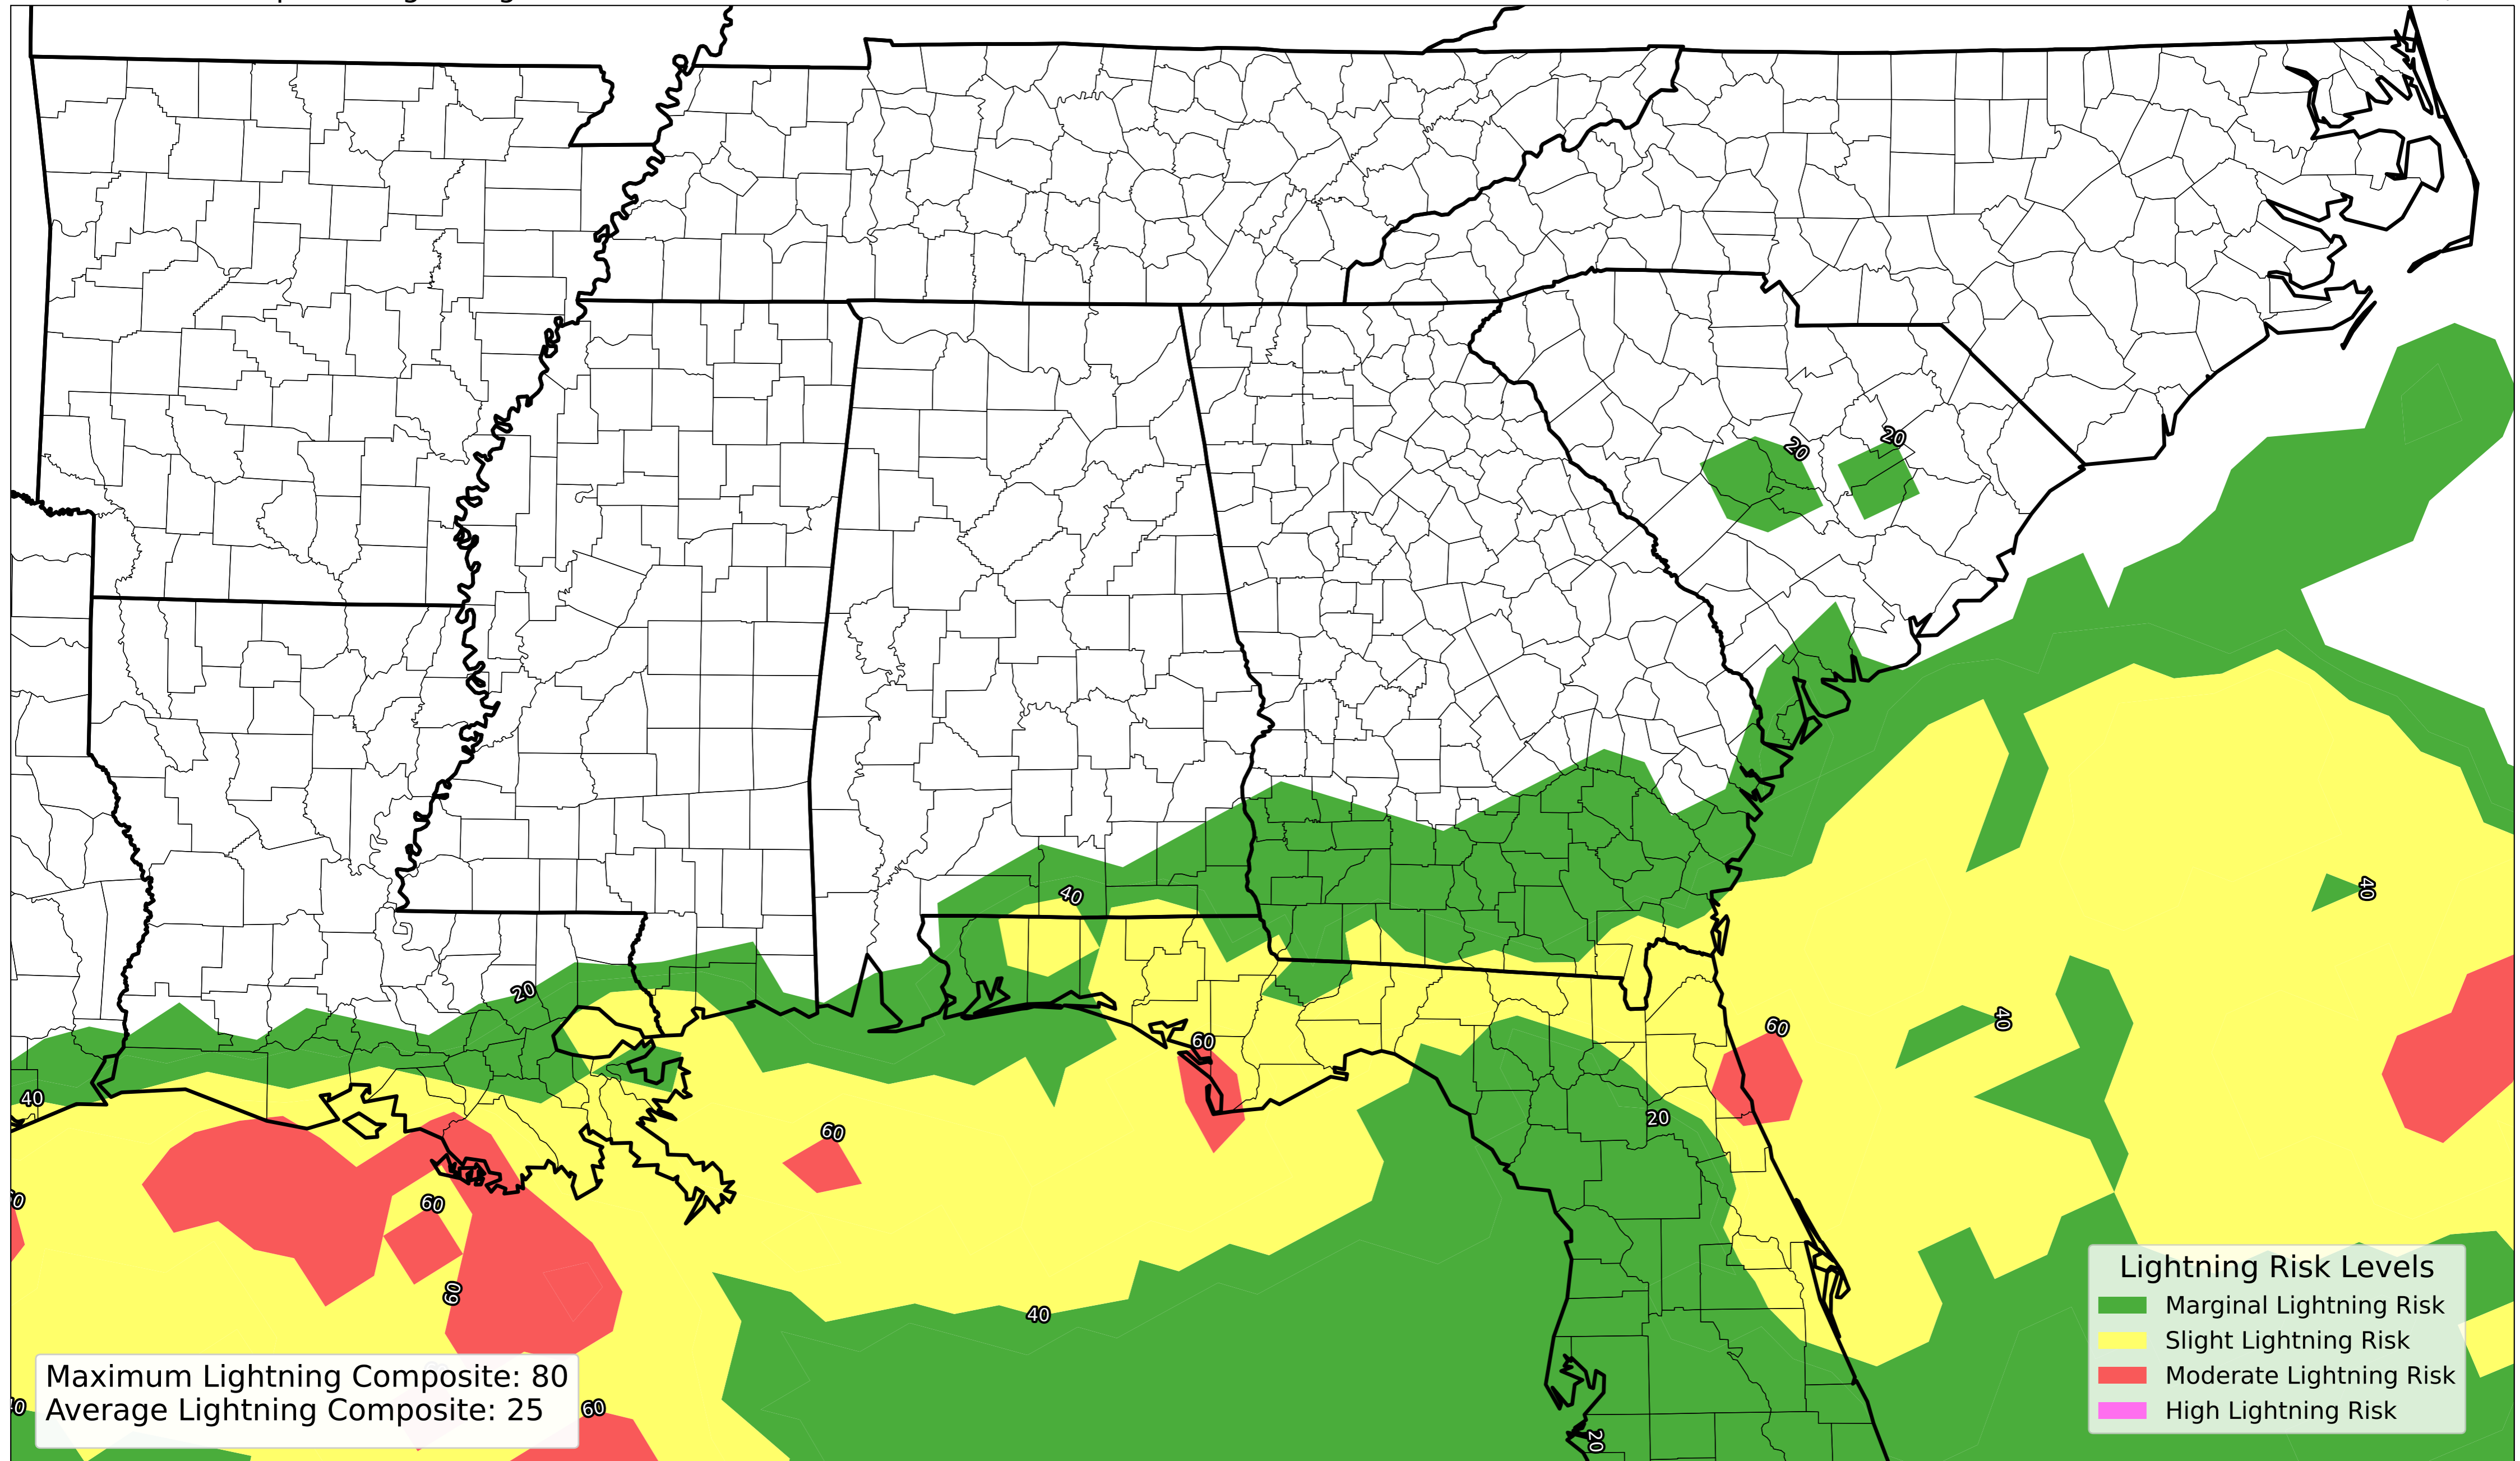 20
20
40
20
60
60
40
40
40
20
60
60
60
40
60
20
Lightning Risk Levels
Marginal Lightning Risk
Slight Lightning Risk
Moderate Lightning Risk
High Lightning Risk
Maximum Lightning Composite: 80
Average Lightning Composite: 25